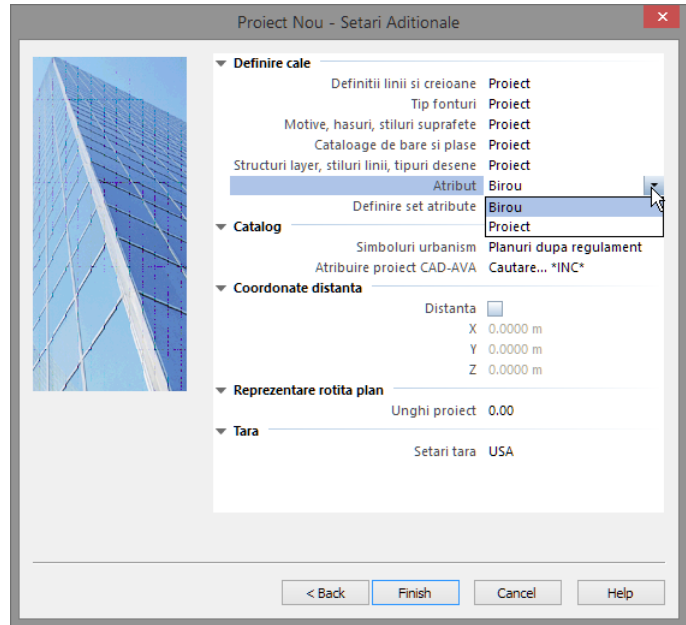 Proiect Nou - Setari Aditionale
Definire cale
Definitii linii si creioane Proiect
Tip fonturi Proiect
Motive, hasuri, stiluri suprafete Proiect
Cataloage de bare si plase Proiect
Structuri layer, stiluri linii, tipuri desene Proiect
Atribut Birou
Definire set atribute Birou
Proiect
Catalog
Simboluri urbanism Planuri dupa regulament
Atribuire proiect CAD-AVA Cautare... *INC*
Coordonate distanta
Distanta
X 0.0000 m
Y 0.0000 m
Z 0.0000 m
Reprezentare rotita plan
Unghi proiect 0.00
Tara
Setari tara USA
< Back Finish Cancel Help